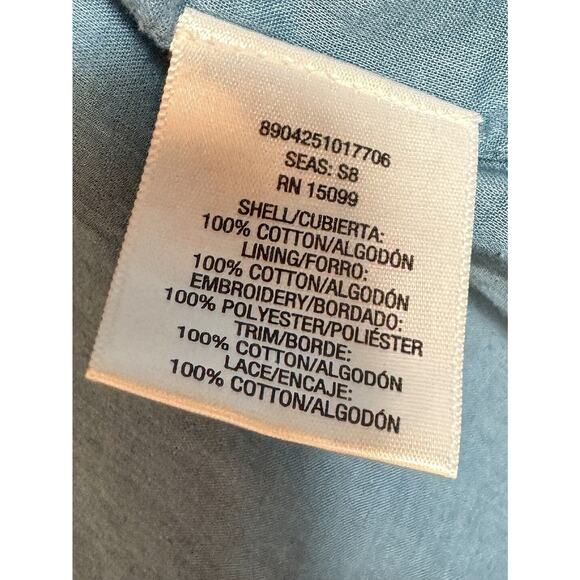 8904251017706
SEAS: S8
RN 15099
SHELL/CUBIERTA:
100% COTTON/ALGODÓN
LINING/FORRO:
100% COTTON/ALGODÓN
EMBROIDERY/BORDADO:
100% POLYESTER/POLIÉSTER
TRIM/BORDE:
100% COTTON/ALGODÓN
LACE/ENCAJE:
100% COTTON/ALGODÓN